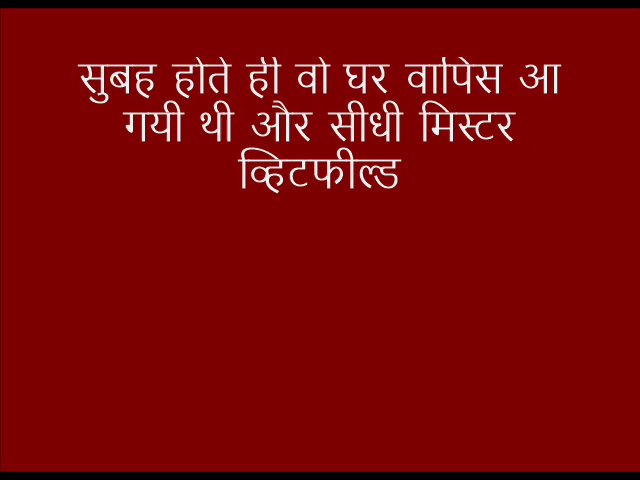 सुबह होते ही वो घर वापिस आ
गयी थी और सीधी मिस्टर
व्हिटफील्ड